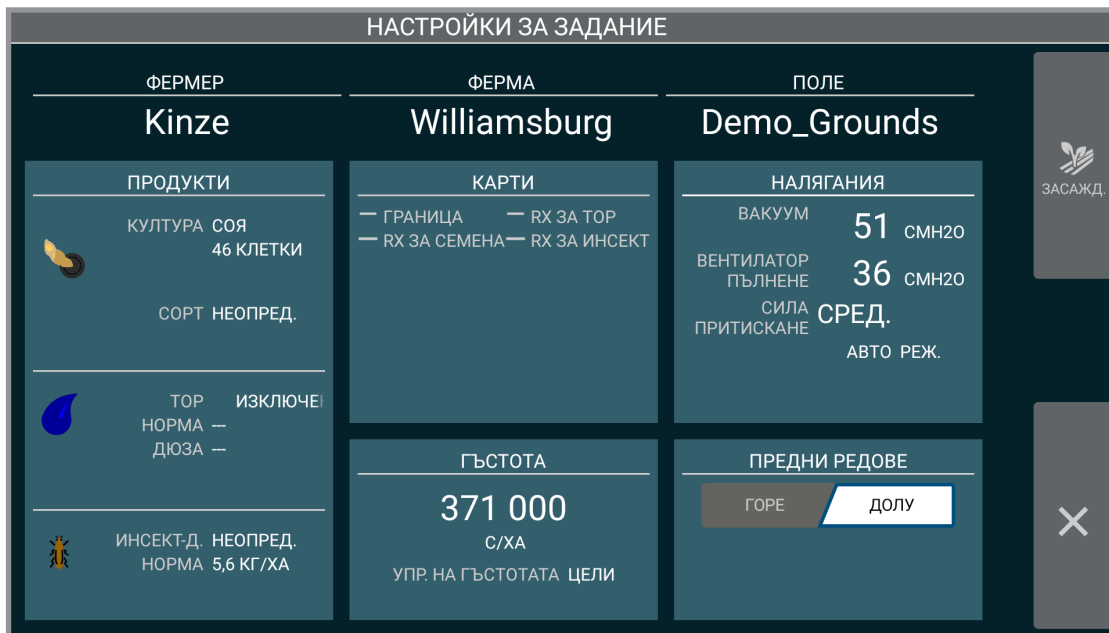 НАСТРОЙКИ ЗА ЗАДАНИЕ
ФЕРМЕР
Kinze
ФЕРМА
Williamsburg
ПОЛЕ
Demo_Grounds
ПРОДУКТИ
КУЛТУРА СОЯ
46 КЛЕТКИ
СОРТ НЕОПРЕД.
ТОР ИЗКЛЮЧЕН
НОРМА ---
ДЮЗА ---
ИНСЕКТ-Д. НЕОПРЕД.
НОРМА 5,6 КГ/ХА
КАРТИ
— ГРАНИЦА — RX ЗА ТОР
— RX ЗА СЕМЕНА — RX ЗА ИНСЕКТ
ГЪСТОТА
371 000
С/ХА
УПР. НА ГЪСТОТАТА ЦЕЛИ
НАЛЯГАНИЯ
ВАКУУМ 51 СМН2О
ВЕНТИЛАТОР
ПЪЛНЕНЕ 36 СМН2О
СИЛА
ПРИТИСКАНЕ СРЕД.
АВТО РЕЖ.
ПРЕДНИ РЕДОВЕ
ГОРЕ ДОЛУ
ЗАСАЖД.